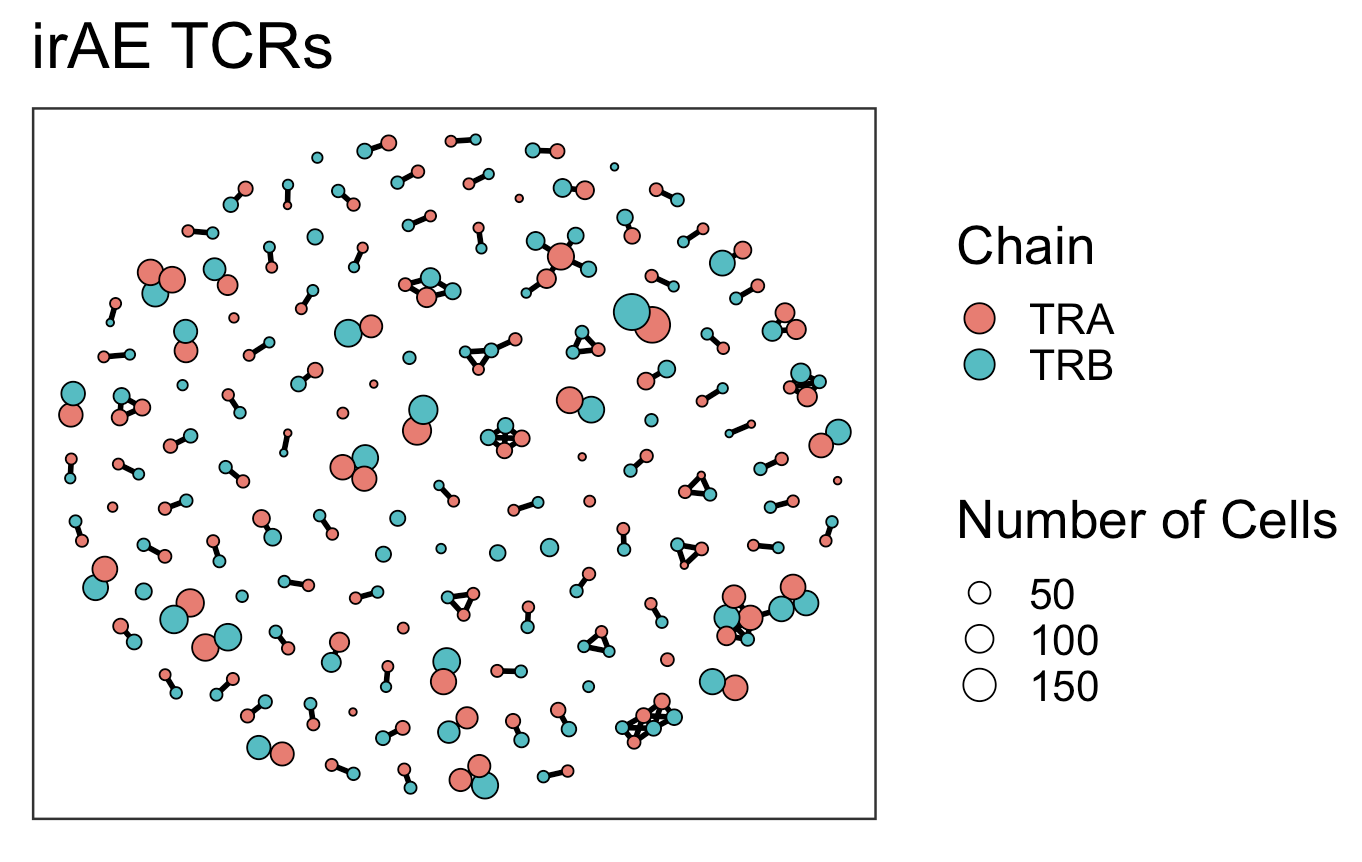 irAE TCRs
Chain
TRA
TRB
Number of Cells
50
100
150